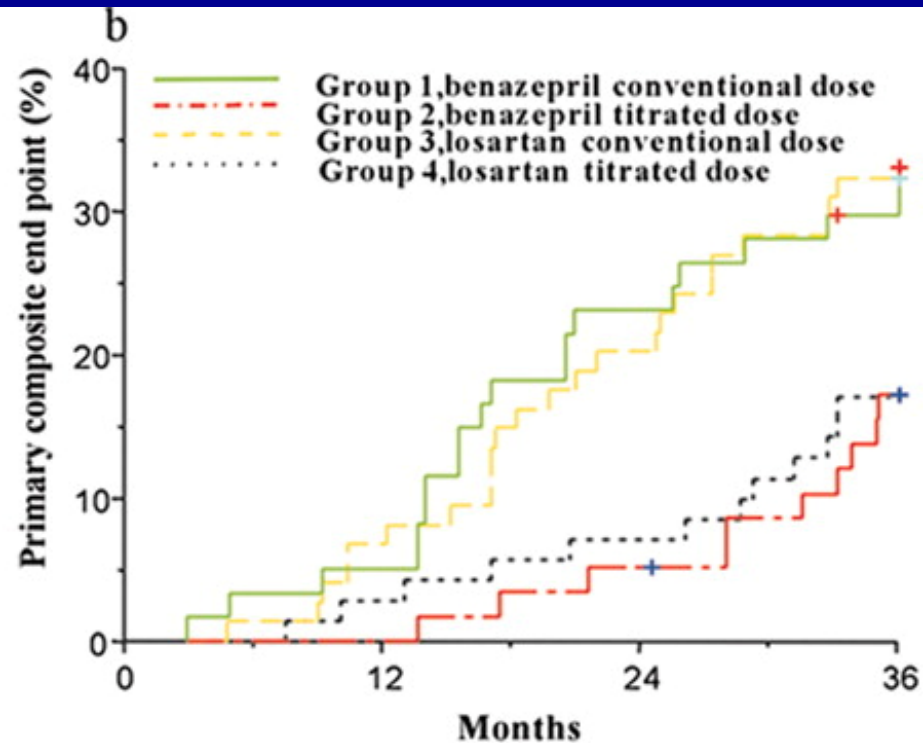 b
Primary composite end point (%)
40
30
20
10
0
Group 1,benazepril conventional dose
Group 2,benazepril titrated dose
Group 3,losartan conventional dose
Group 4,losartan titrated dose
0 12 24 36
Months